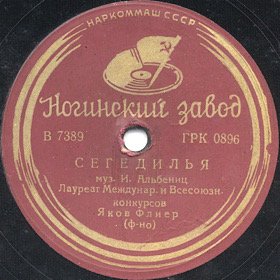 НАРКОММАШ СССР
Ногинский завод
В 7389 ГРК 0896
СЕГЕДИЛЬЯ
муз. И. Альбениц
Лауреат Междунар. и Всесоюзн.
конкурсов
Яков Флиер
(ф-но)